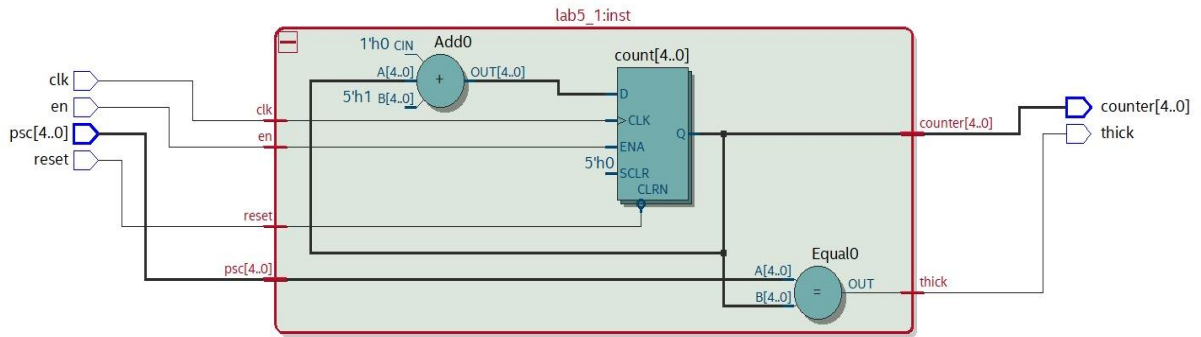 lab5_1:inst
1'h0 CIN
Add0
A[4..0]
+
OUT[4..0]
5'h1 B[4..0]
count[4..0]
D
CLK
ENA
5'h0
SCLR
CLRN
Q
clk
en
psc[4..0]
reset
clk
en
reset
psc[4..0]
counter[4..0]
counter[4..0]
thick
Equal0
A[4..0]
B[4..0]
=
OUT
thick